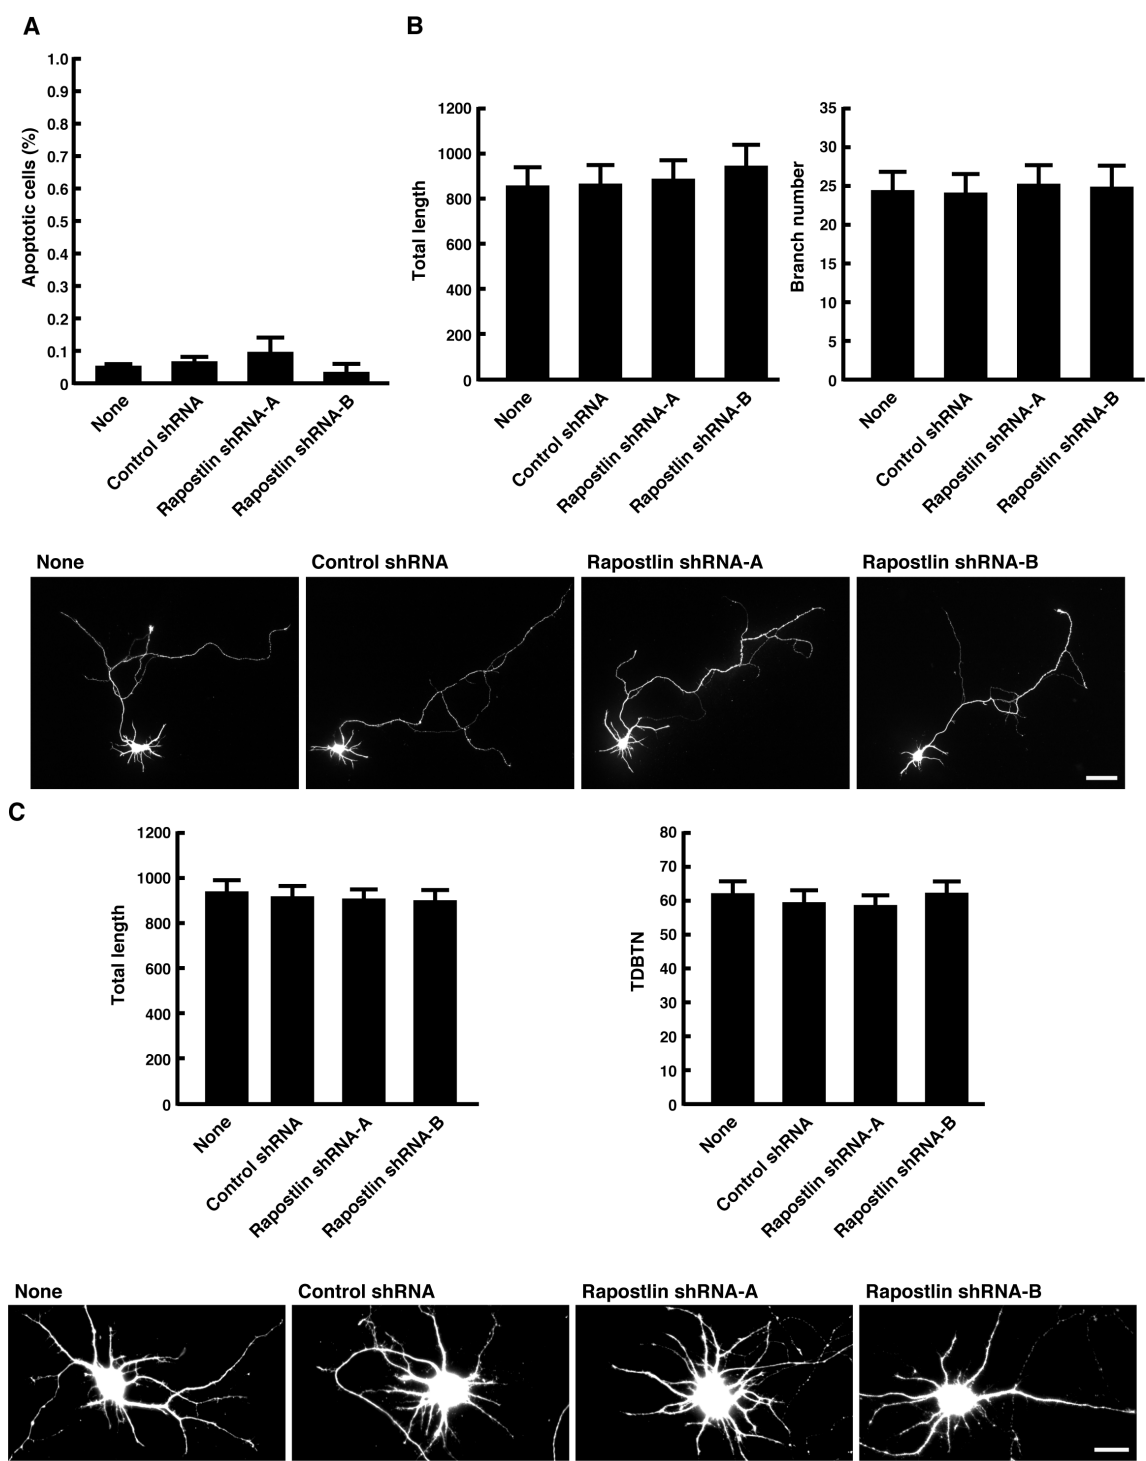 A
B
1.0
0.9
0.8
0.7
0.6
0.5
0.4
0.3
0.2
0.1
0
Apoptotic cells (%)
None
Control shRNA
Rapostlin shRNA-A
Rapostlin shRNA-B
1200
1000
800
600
400
200
0
Total length
None
Control shRNA
Rapostlin shRNA-A
Rapostlin shRNA-B
35
30
25
20
15
10
5
0
Branch number
None
Control shRNA
Rapostlin shRNA-A
Rapostlin shRNA-B
None
Control shRNA
Rapostlin shRNA-A
Rapostlin shRNA-B
C
1200
1000
800
600
400
200
0
Total length
None
Control shRNA
Rapostlin shRNA-A
Rapostlin shRNA-B
80
70
60
50
40
30
20
10
0
TDBTN
None
Control shRNA
Rapostlin shRNA-A
Rapostlin shRNA-B
None
Control shRNA
Rapostlin shRNA-A
Rapostlin shRNA-B